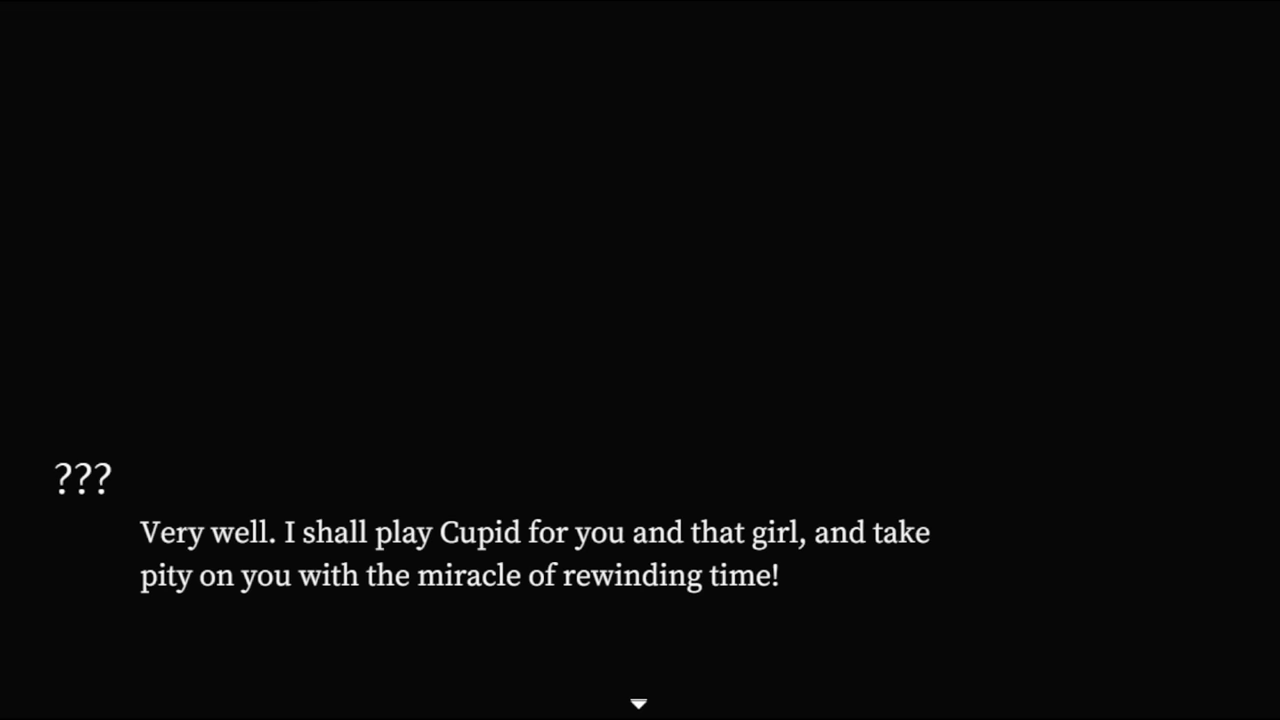 ???
Very well. I shall play Cupid for you and that girl, and take
pity on you with the miracle of rewinding time!